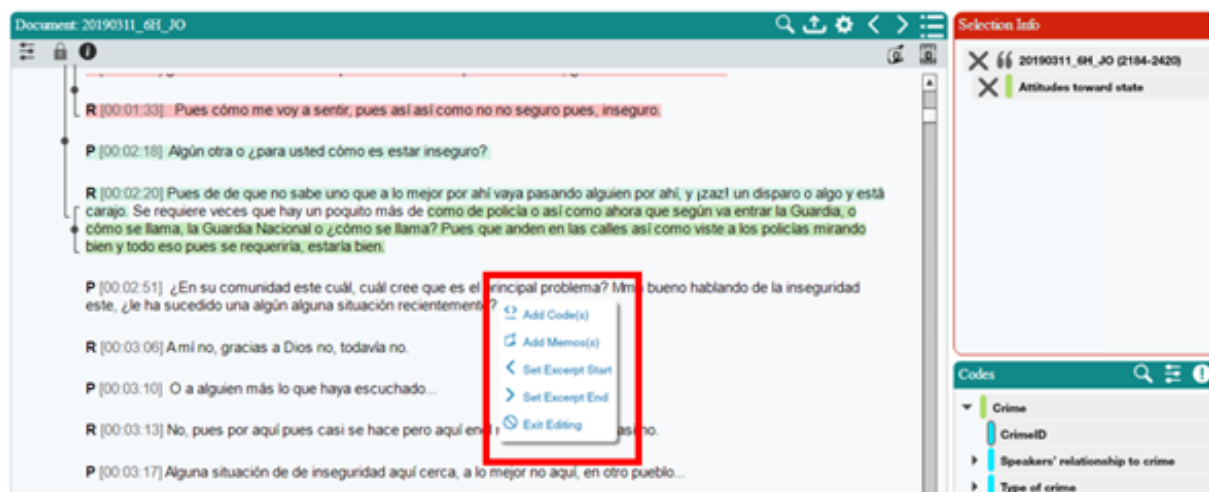 Document: 20190311_6H_JO
R [00:01:33] Pues cómo me voy a sentir, pues así así como no no seguro pues, inseguro.
P [00:02:18] Algún otra o ¿para usted cómo es estar inseguro?
R [00:02:20] Pues de de que no sabe uno que a lo mejor por ahí vaya pasando alguien por ahí, y ¡zaz! un disparo o algo y está
carajo. Se requiere veces que hay un poquito más de como de policía o así como ahora que según va entrar la Guardia, o
cómo se llama, la Guardia Nacional o ¿cómo se llama? Pues que anden en las calles así como viste a los policías mirando
bien y todo eso pues se requeriría, estaría bien.
P [00:02:51] ¿En su comunidad este cuál, cuál cree que es el principal problema? Mmm bueno hablando de la inseguridad
este, ¿le ha sucedido una algún alguna situación recientemente?
R [00:03:06] A mí no, gracias a Dios no, todavía no.
P [00:03:10] O a alguien más lo que haya escuchado...
R [00:03:13] No, pues por aquí pues casi se hace pero aquí en no.
P [00:03:17] Alguna situación de de inseguridad aquí cerca, a lo mejor no aquí, en otro pueblo...
Add Code(s)
Add Memos(s)
Set Excerpt Start
Set Excerpt End
Exit Editing
Selection Info
20190311_6H_JO (2184-2420)
Attitudes toward state
Codes
Crime
CrimeID
Speakers' relationship to crime
Type of crime